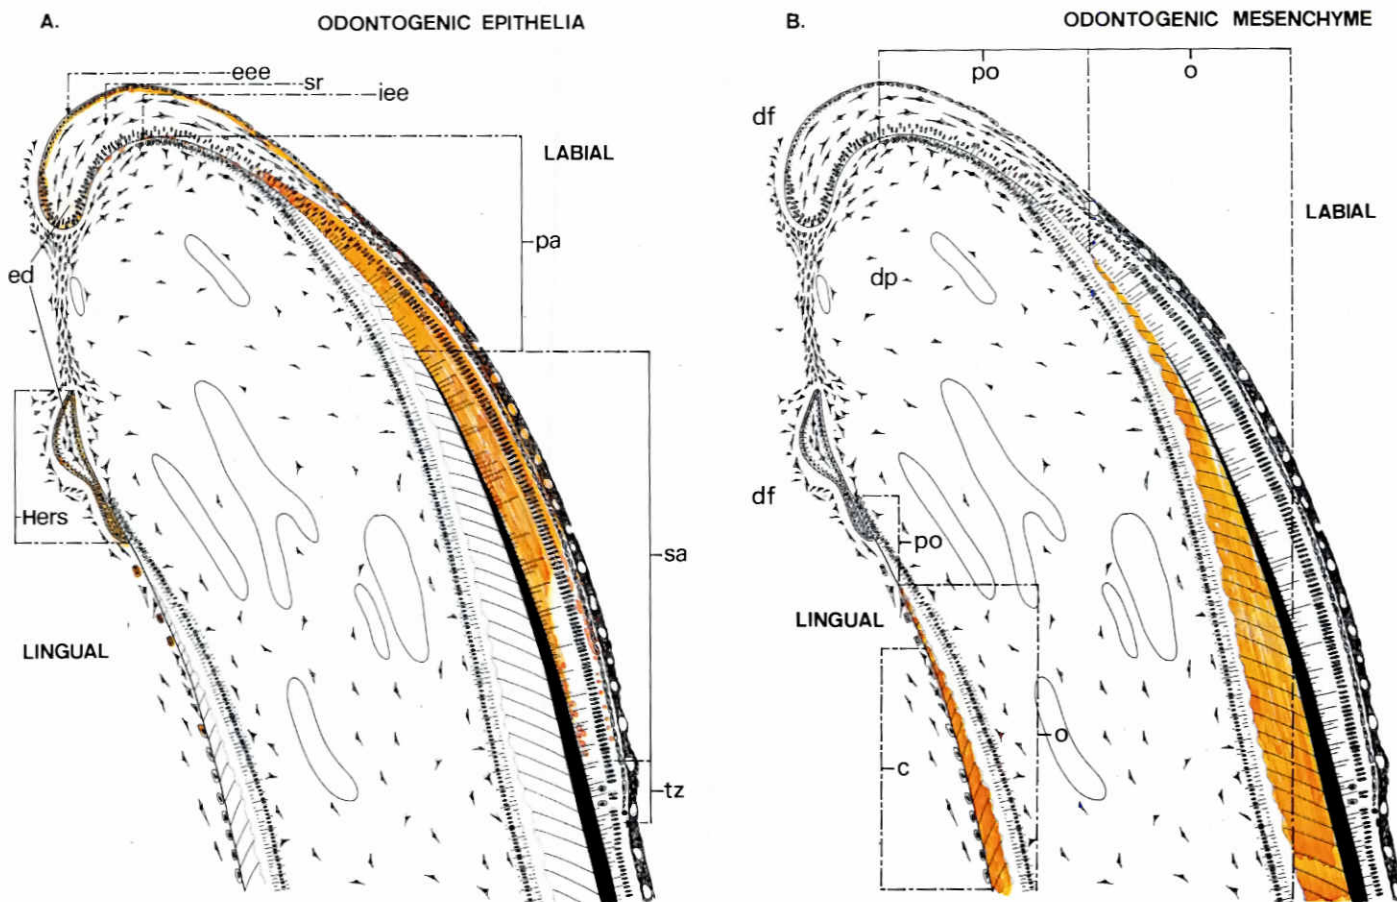 A. ODONTOGENIC EPITHELIA
eee
sr
iee
LABIAL
pa
ed
Hers
sa
LINGUAL
tz
B. ODONTOGENIC MESENCHYME
po o
df
LABIAL
dp
df
po
LINGUAL
o
c